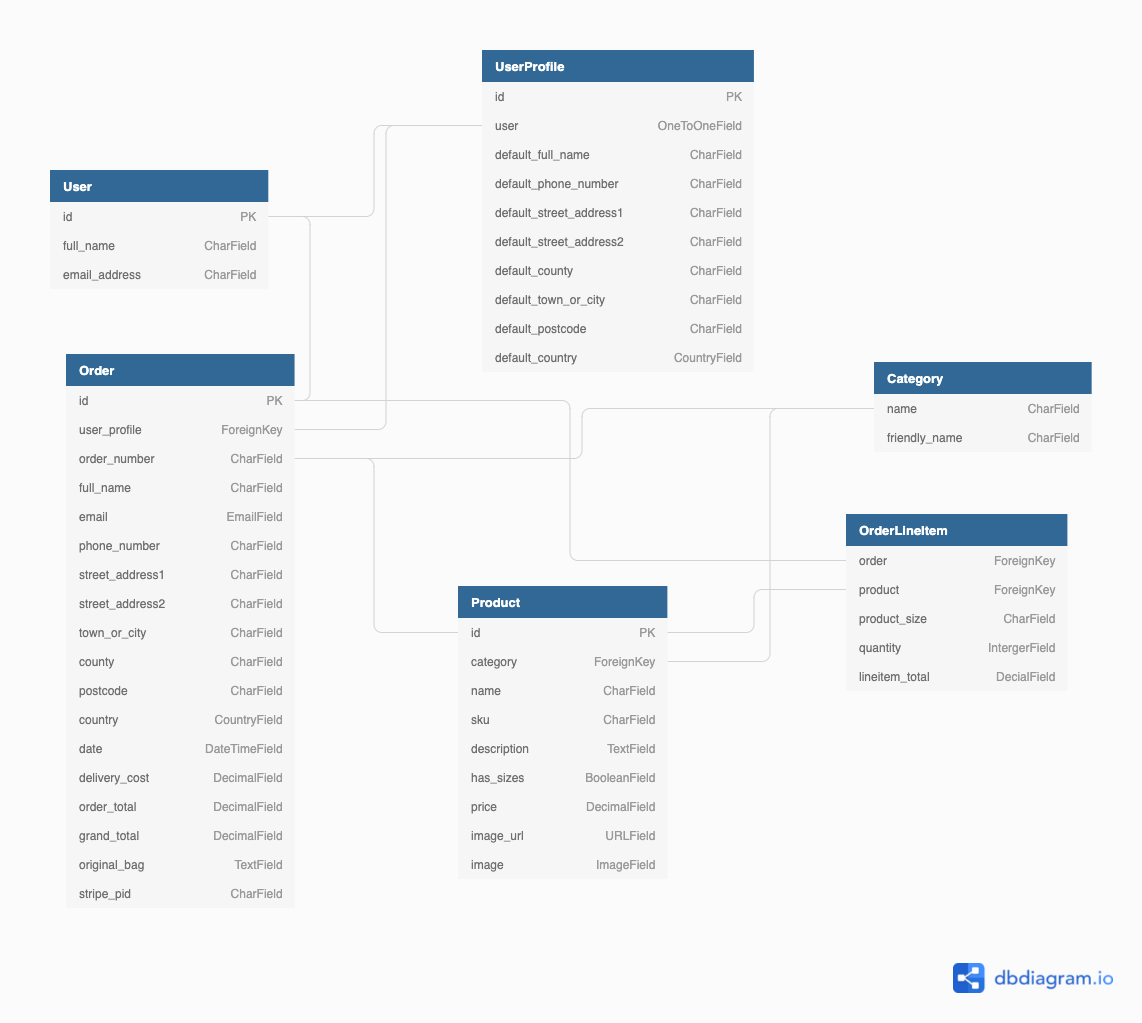 UserProfile
id PK
user OneToOneField
default_full_name CharField
default_phone_number CharField
default_street_address1 CharField
default_street_address2 CharField
default_county CharField
default_town_or_city CharField
default_postcode CharField
default_country CountryField
User
id PK
full_name CharField
email_address CharField
Order
id PK
user_profile ForeignKey
order_number CharField
full_name CharField
email EmailField
phone_number CharField
street_address1 CharField
street_address2 CharField
town_or_city CharField
county CharField
postcode CharField
country CountryField
date DateTimeField
delivery_cost DecimalField
order_total DecimalField
grand_total DecimalField
original_bag TextField
stripe_pid CharField
Category
name CharField
friendly_name CharField
OrderLineItem
order ForeignKey
product ForeignKey
product_size CharField
quantity IntergerField
lineitem_total DecialField
Product
id PK
category ForeignKey
name CharField
sku CharField
description TextField
has_sizes BooleanField
price DecimalField
image_url URLField
image ImageField
dbdiagram.io